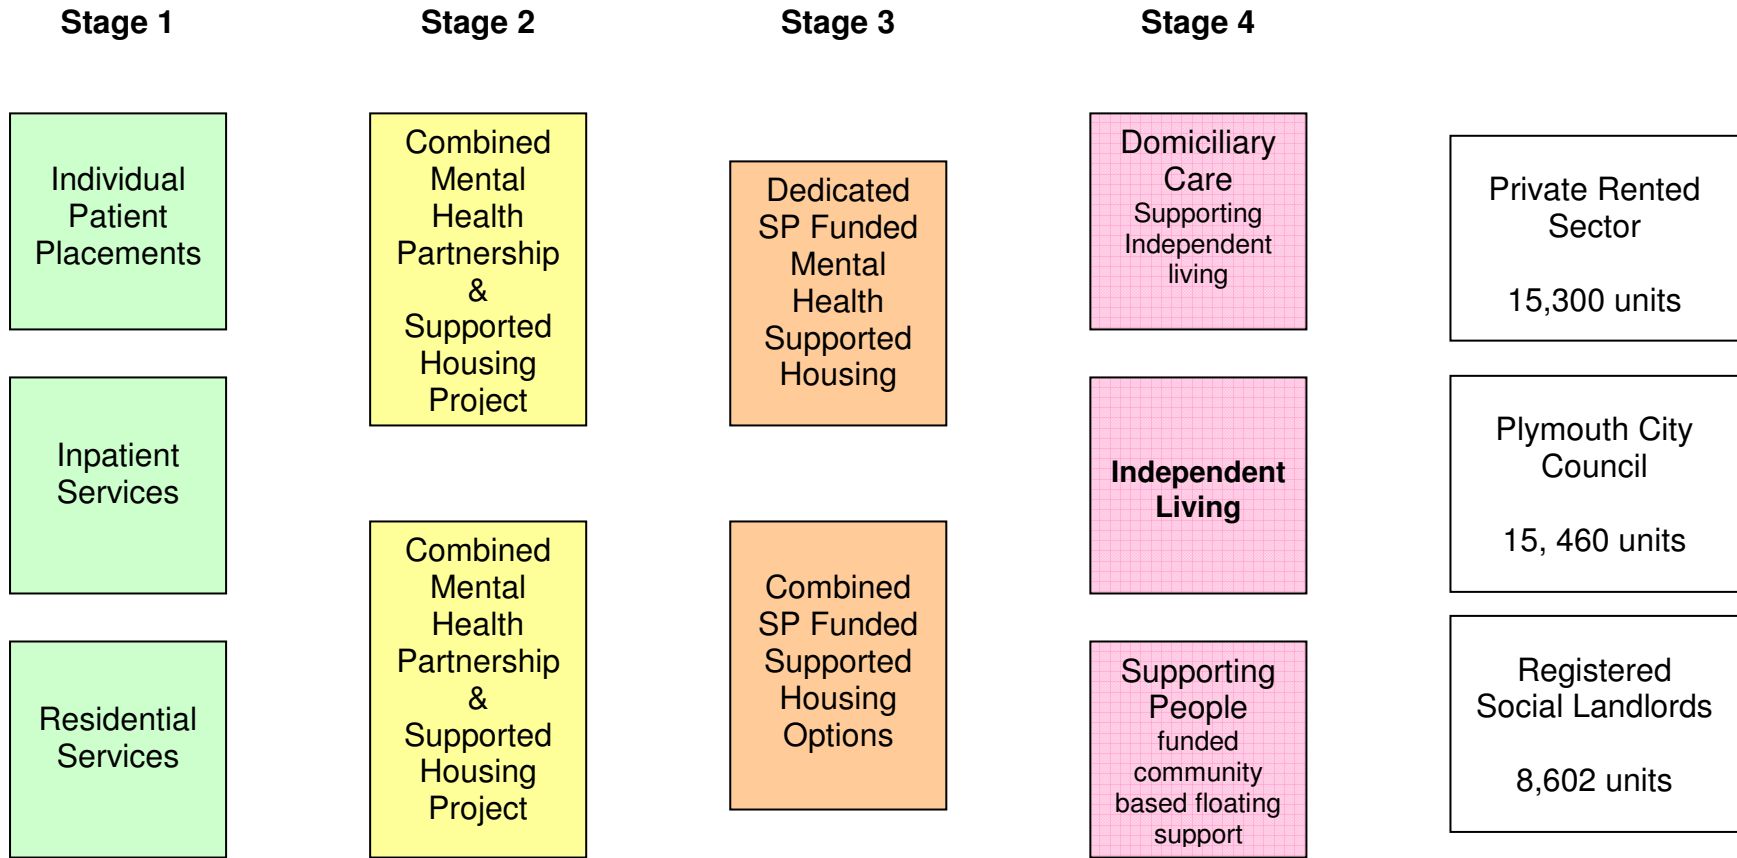 Stage 1
Stage 2
Stage 3
Stage 4
Individual
Patient
Placements
Inpatient
Services
Residential
Services
Combined
Mental
Health
Partnership
&
Supported
Housing
Project
Combined
Mental
Health
Partnership
&
Supported
Housing
Project
Dedicated
SP Funded
Mental
Health
Supported
Housing
Combined
SP Funded
Supported
Housing
Options
Domiciliary
Care
Supporting
Independent
living
Independent
Living
Supporting
People
funded
community
based floating
support
Private Rented
Sector
15,300 units
Plymouth City
Council
15, 460 units
Registered
Social Landlords
8,602 units